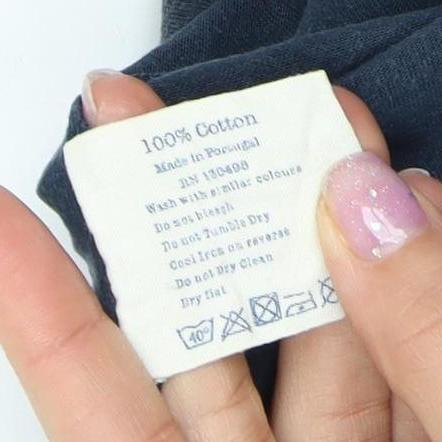 100% Cotton
Made in Portugal
RN 130498
Wash with similar colours
Do not bleach
Do not Tumble Dry
Cool Iron on reverse
Do not Dry Clean
Dry flat
40°